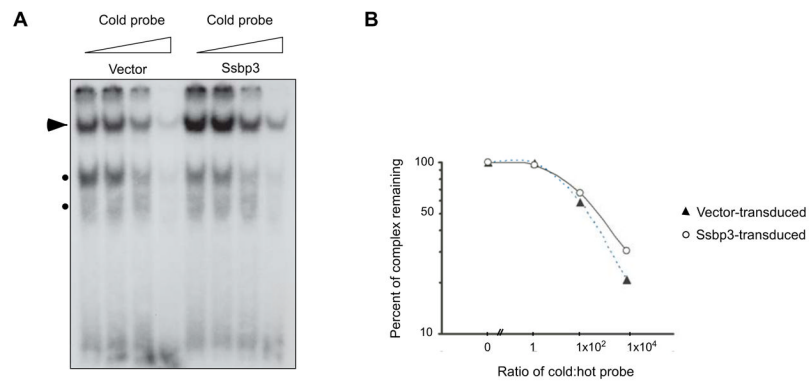 A
Cold probe
Cold probe
Vector
Ssbp3
B
Percent of complex remaining
100
50
10
0
1
1x10²
1x10⁴
Ratio of cold:hot probe
Vector-transduced
Ssbp3-transduced